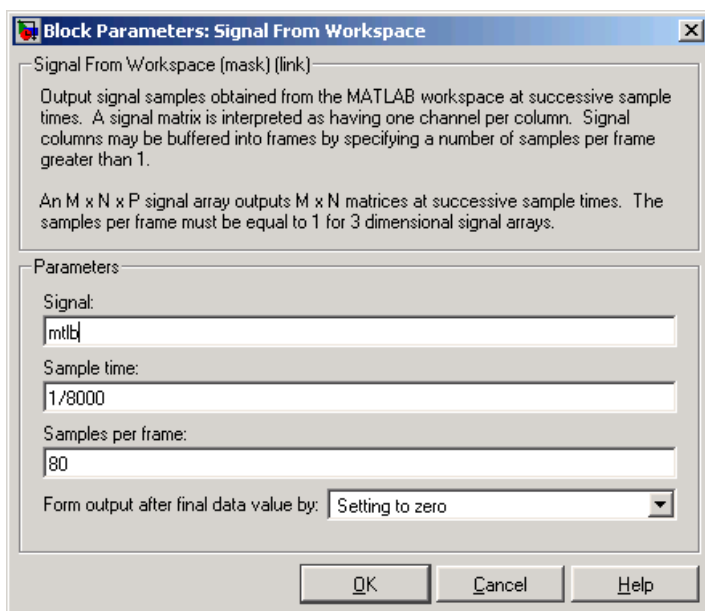 Block Parameters: Signal From Workspace
Signal From Workspace (mask) (link)
Output signal samples obtained from the MATLAB workspace at successive sample
times. A signal matrix is interpreted as having one channel per column. Signal
columns may be buffered into frames by specifying a number of samples per frame
greater than 1.
An M x N x P signal array outputs M x N matrices at successive sample times. The
samples per frame must be equal to 1 for 3 dimensional signal arrays.
Parameters
Signal:
mtlb
Sample time:
1/8000
Samples per frame:
80
Form output after final data value by: Setting to zero
OK Cancel Help